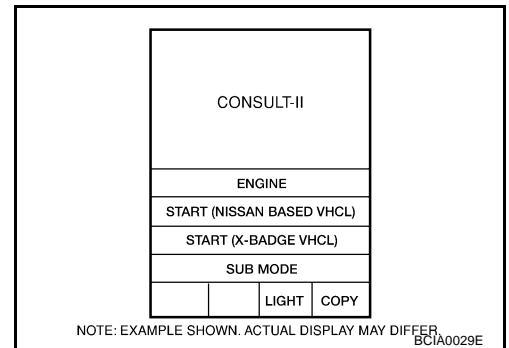 CONSULT-II
ENGINE
START (NISSAN BASED VHCL)
START (X-BADGE VHCL)
SUB MODE
LIGHT COPY
NOTE: EXAMPLE SHOWN. ACTUAL DISPLAY MAY DIFFER.
BCIA0029E